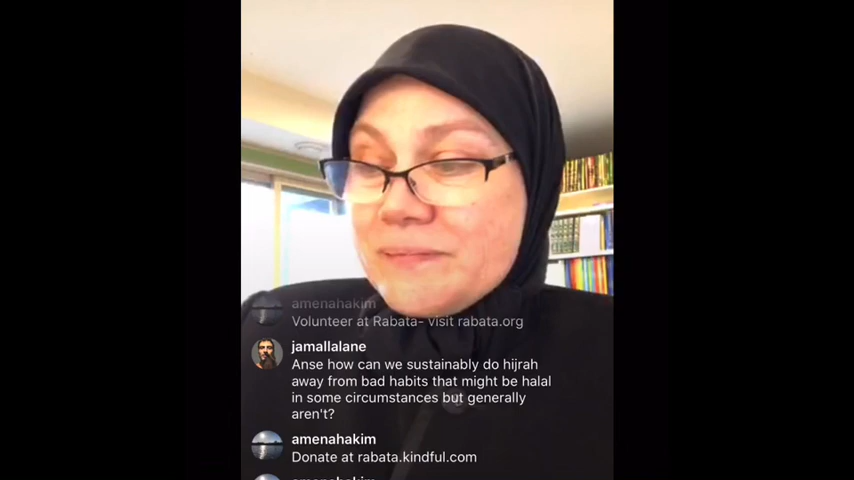 amenahakim
Volunteer at Rabata- visit rabata.org
jamallalane
Anse how can we sustainably do hijrah
away from bad habits that might be halal
in some circumstances but generally
aren't?
amenahakim
Donate at rabata.kindful.com
amenahakim